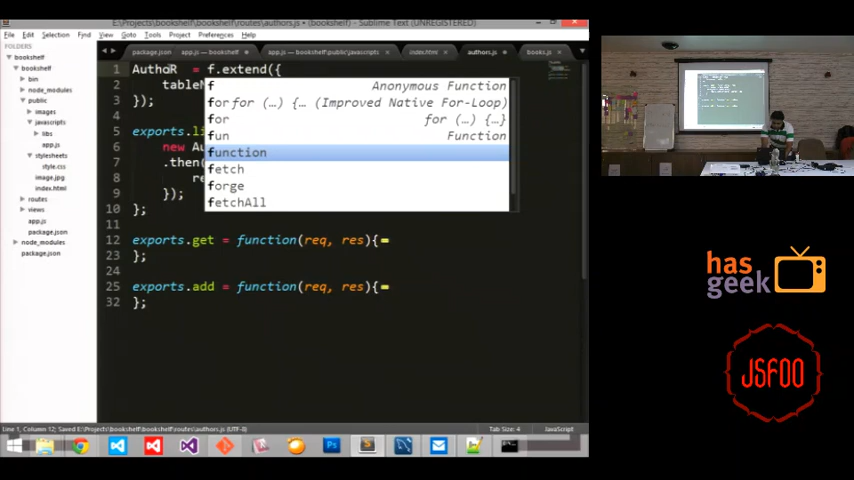 E:\Projects\bookshelf\bookshelf\routes\authors.js • (bookshelf) - Sublime Text (UNREGISTERED)
File Edit Selection Find View Goto Tools Project Preferences Help
FOLDERS
bookshelf
bookshelf
bin
node_modules
public
images
javascripts
libs
app.js
stylesheets
style.css
image.jpg
index.html
routes
views
app.js
package.json
node_modules
package.json
package.json
app.js — bookshelf
app.js — bookshelf\public\javascripts
index.html
authors.js
books.js
1 AuthoR = f.extend({
2 tableN
3 });
4
5 exports.li
6 new Au
7 .then(
8 re
9 });
10 };
11
12 exports.get = function(req, res){
23 };
24
25 exports.add = function(req, res){
32 };
f Anonymous Function
for for (…) {… (Improved Native For-Loop)
for for (…) {…}
fun Function
function
fetch
forge
fetchAll
Line 1, Column 12; Saved E:\Projects\bookshelf\bookshelf\routes\authors.js (UTF-8)
Tab Size: 4
JavaScript
has
geek
JSFOO